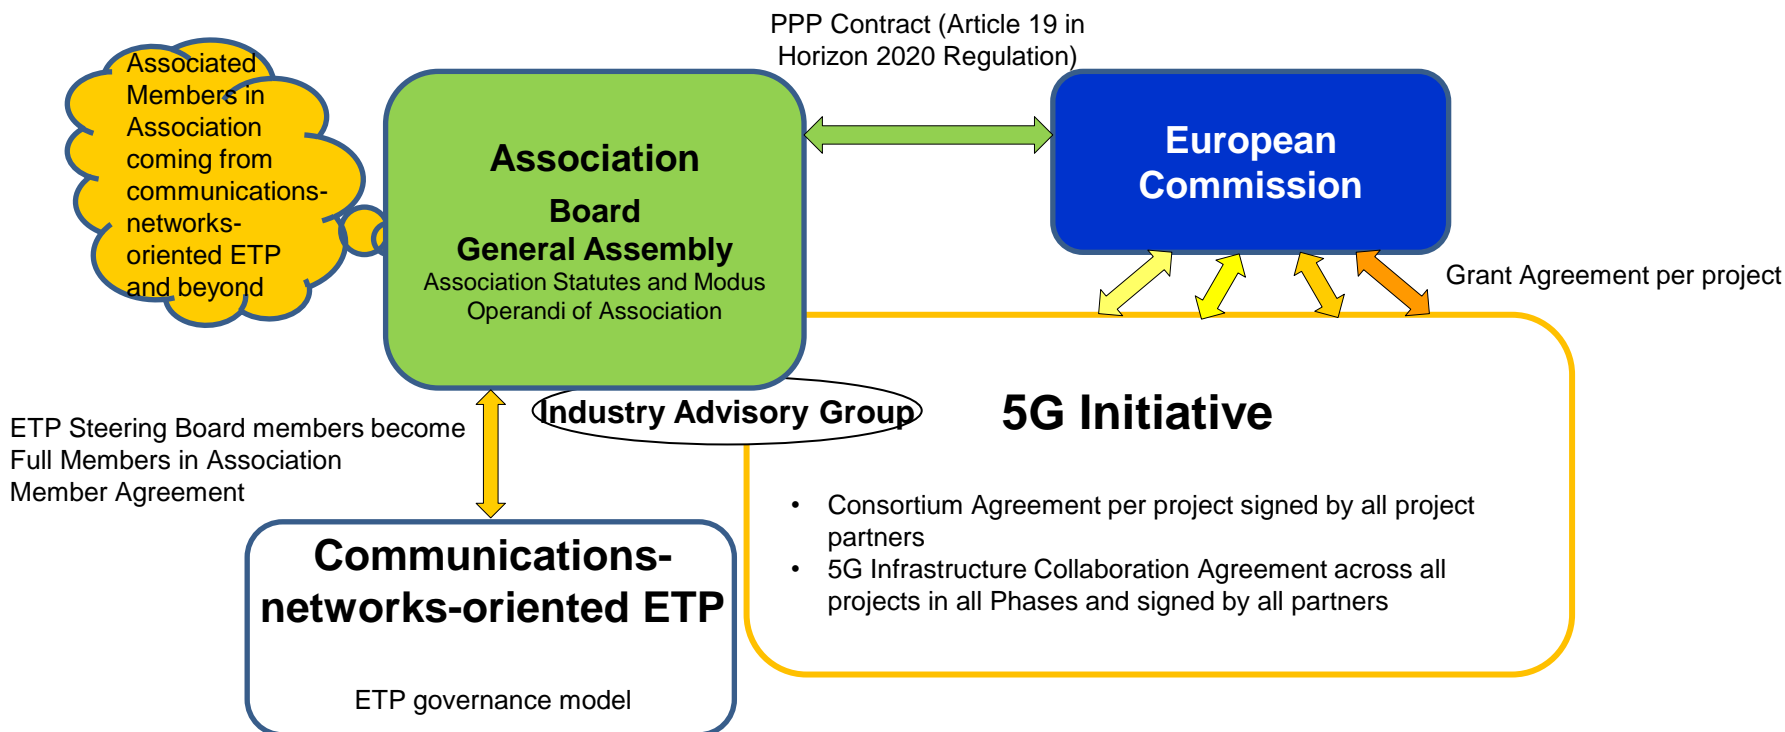 PPP Contract (Article 19 in
Horizon 2020 Regulation)
Associated
Members in
Association
coming from
communications-
networks-
oriented ETP
and beyond
Association
Board
General Assembly
Association Statutes and Modus
Operandi of Association
European
Commission
Grant Agreement per project
Industry Advisory Group
5G Initiative
ETP Steering Board members become
Full Members in Association
Member Agreement
• Consortium Agreement per project signed by all project
partners
• 5G Infrastructure Collaboration Agreement across all
projects in all Phases and signed by all partners
Communications-
networks-oriented ETP
ETP governance model